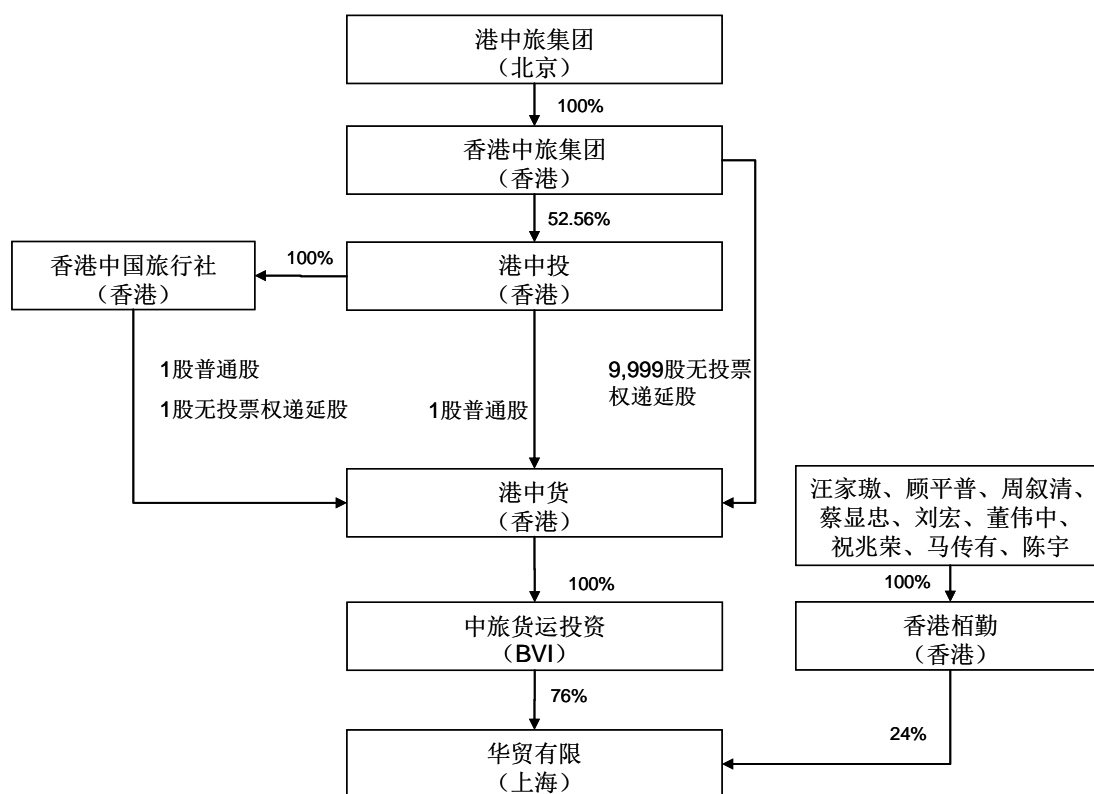 港中旅集团
（北京）
100%
香港中旅集团
（香港）
52.56%
香港中国旅行社
（香港）
100%
港中投
（香港）
1股普通股
1股无投票权递延股
1股普通股
9,999股无投票
权递延股
港中货
（香港）
汪家璈、顾平普、周叙清、
蔡显忠、刘宏、董伟中、
祝兆荣、马传有、陈宇
100%
100%
中旅货运投资
（BVI）
香港栢勤
（香港）
76%
24%
华贸有限
（上海）